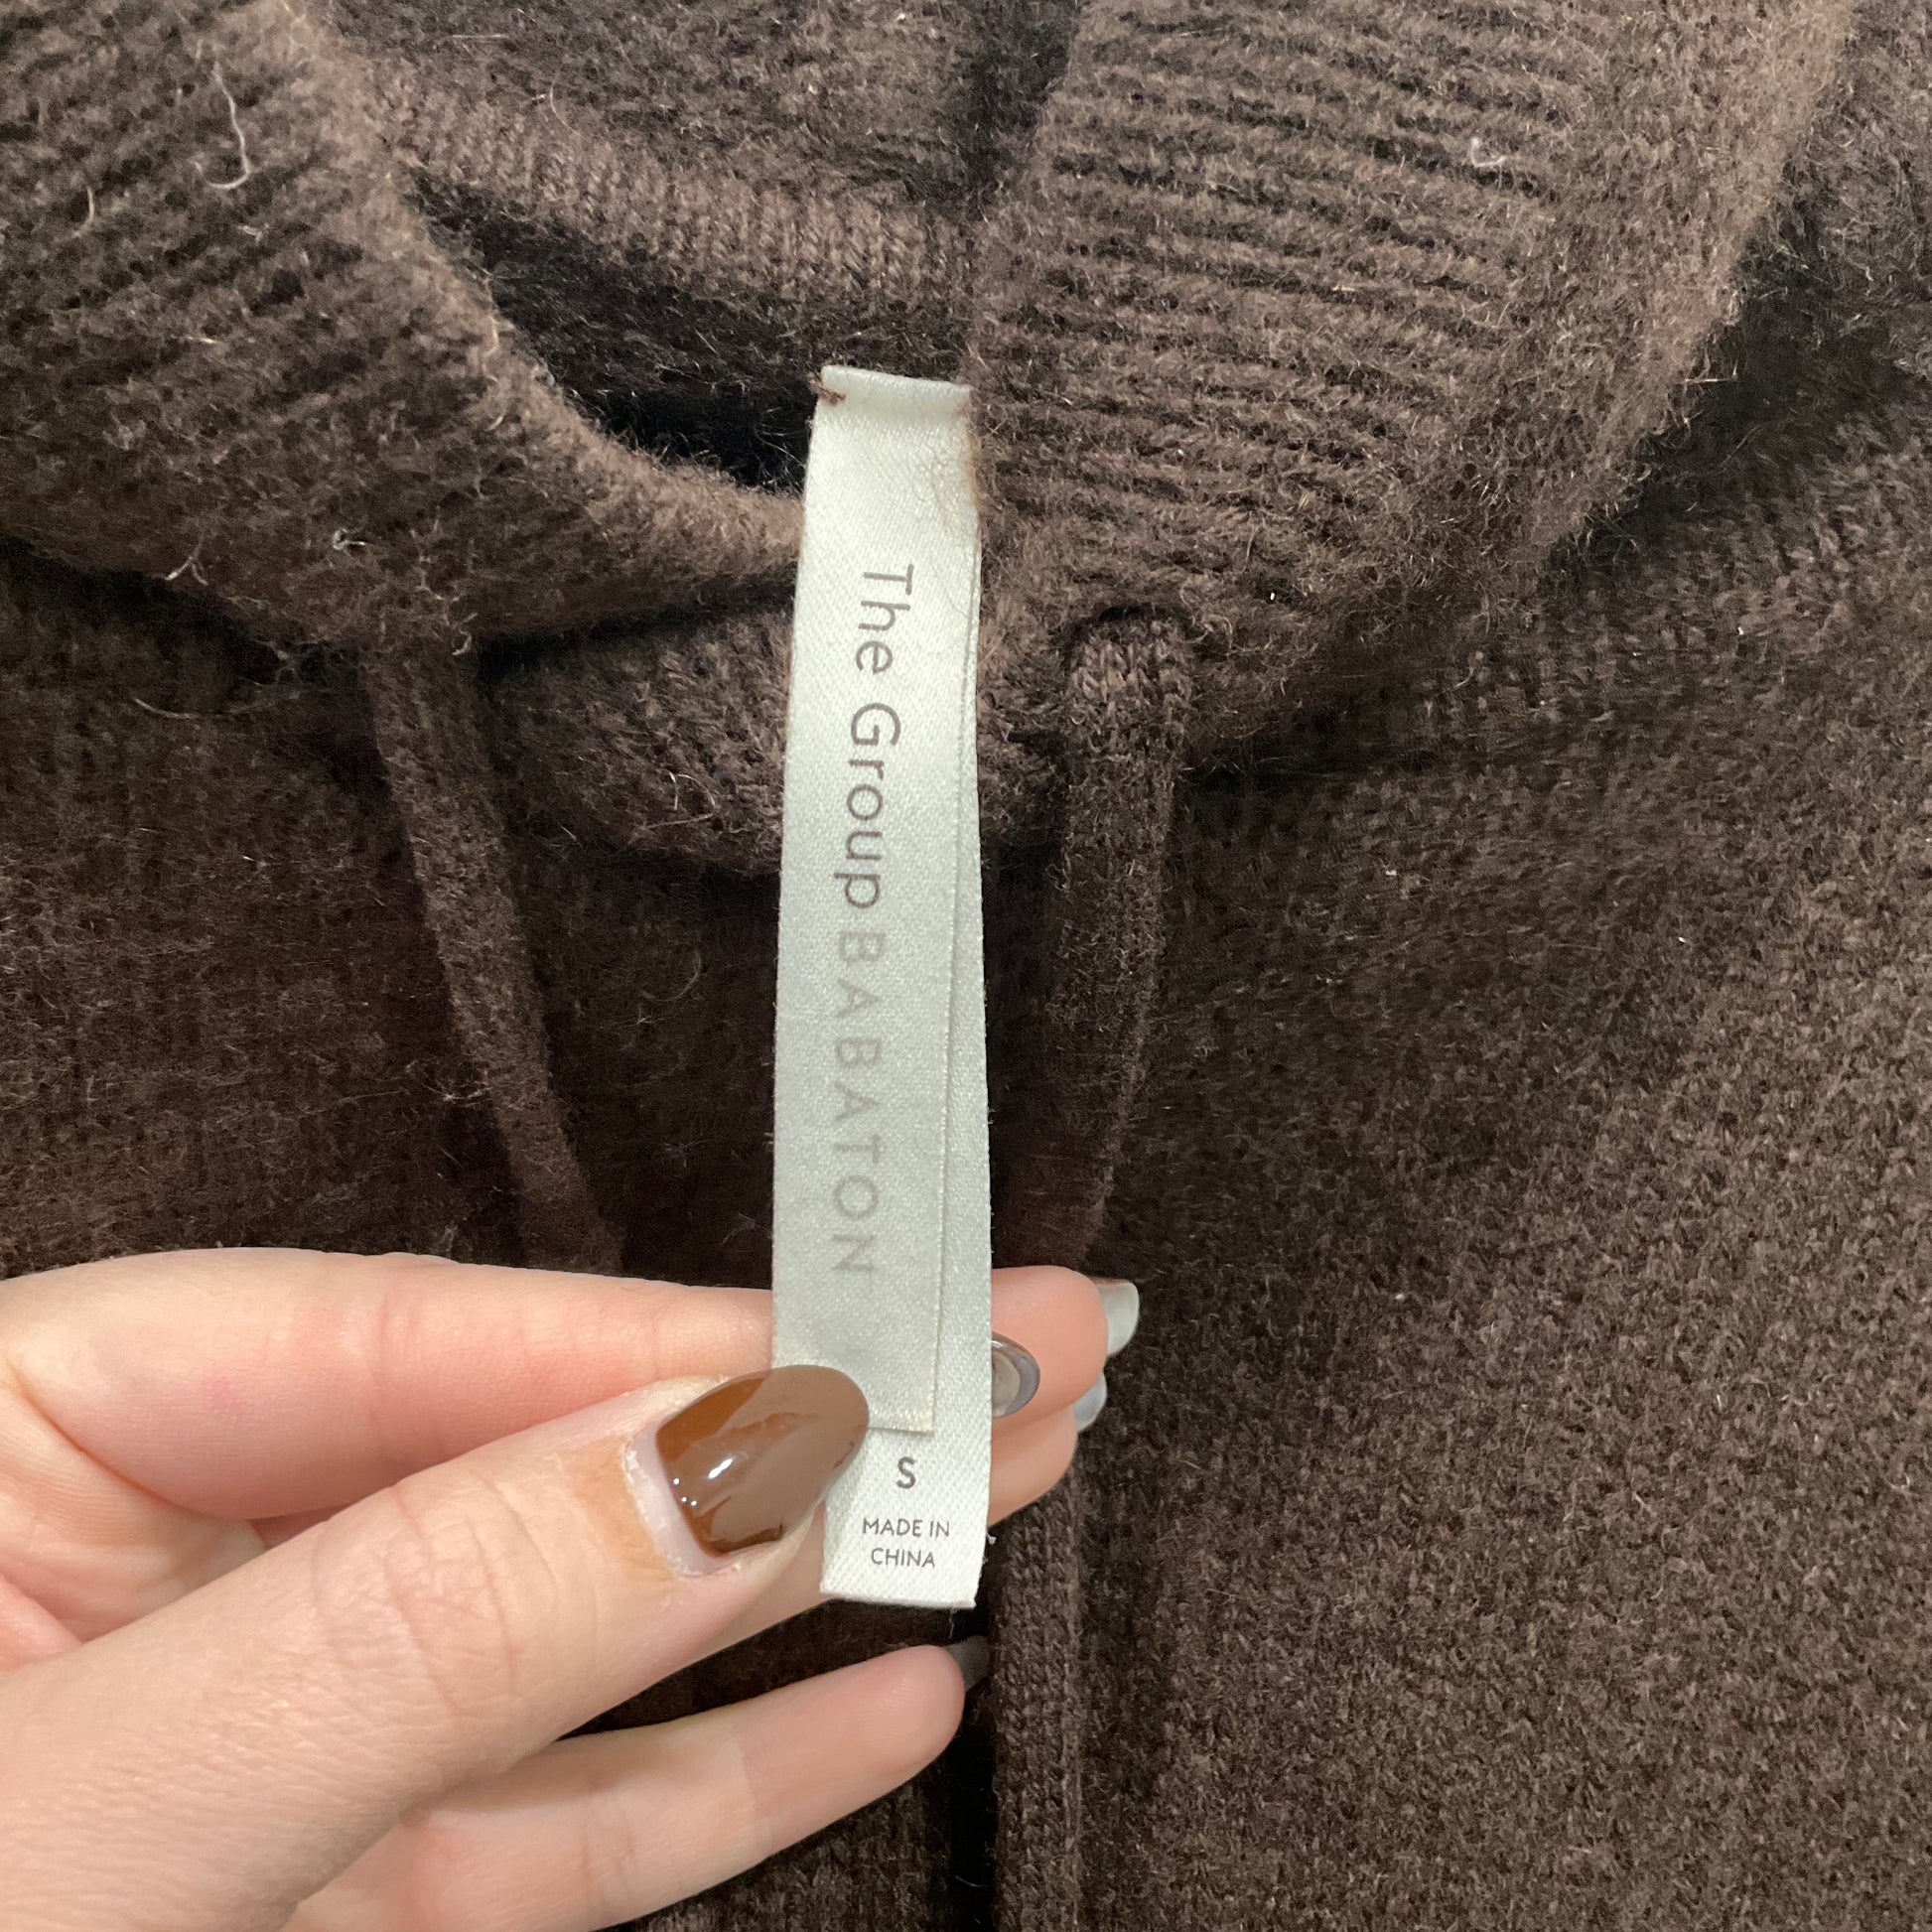 The Group BABATON
S
MADE IN
CHINA